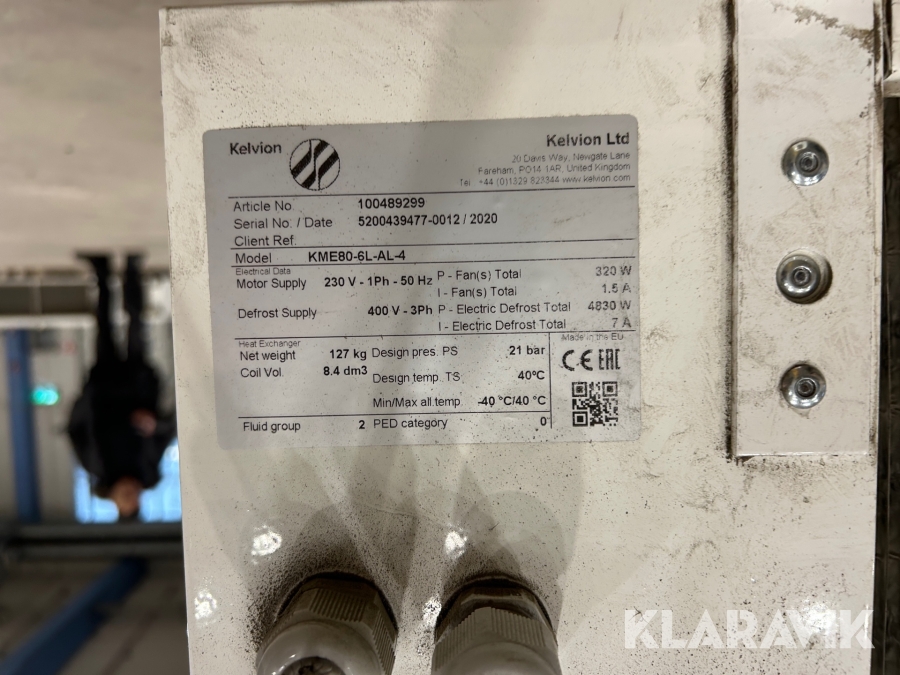 Kelvion
Kelvion Ltd
20 Davis Way, Newgate Lane
Fareham, PO14 1AR, United Kingdom
Tel. +44 (0)1329 823344 www.kelvion.com
Article No. 100489299
Serial No. / Date 5200439477-0012 / 2020
Client Ref.
Model KME80-6L-AL-4
Electrical Data
Motor Supply 230 V - 1Ph - 50 Hz P - Fan(s) Total 320 W
I - Fan(s) Total 1.5 A
Defrost Supply 400 V - 3Ph P - Electric Defrost Total 4830 W
I - Electric Defrost Total 7 A
Heat Exchanger
Made in the EU
Net weight 127 kg Design pres. PS 21 bar
Coil Vol. 8.4 dm3 Design temp. TS 40°C
CE EAC
Min/Max all.temp. -40 °C/40 °C
Fluid group 2 PED category 0
KLARAVIK